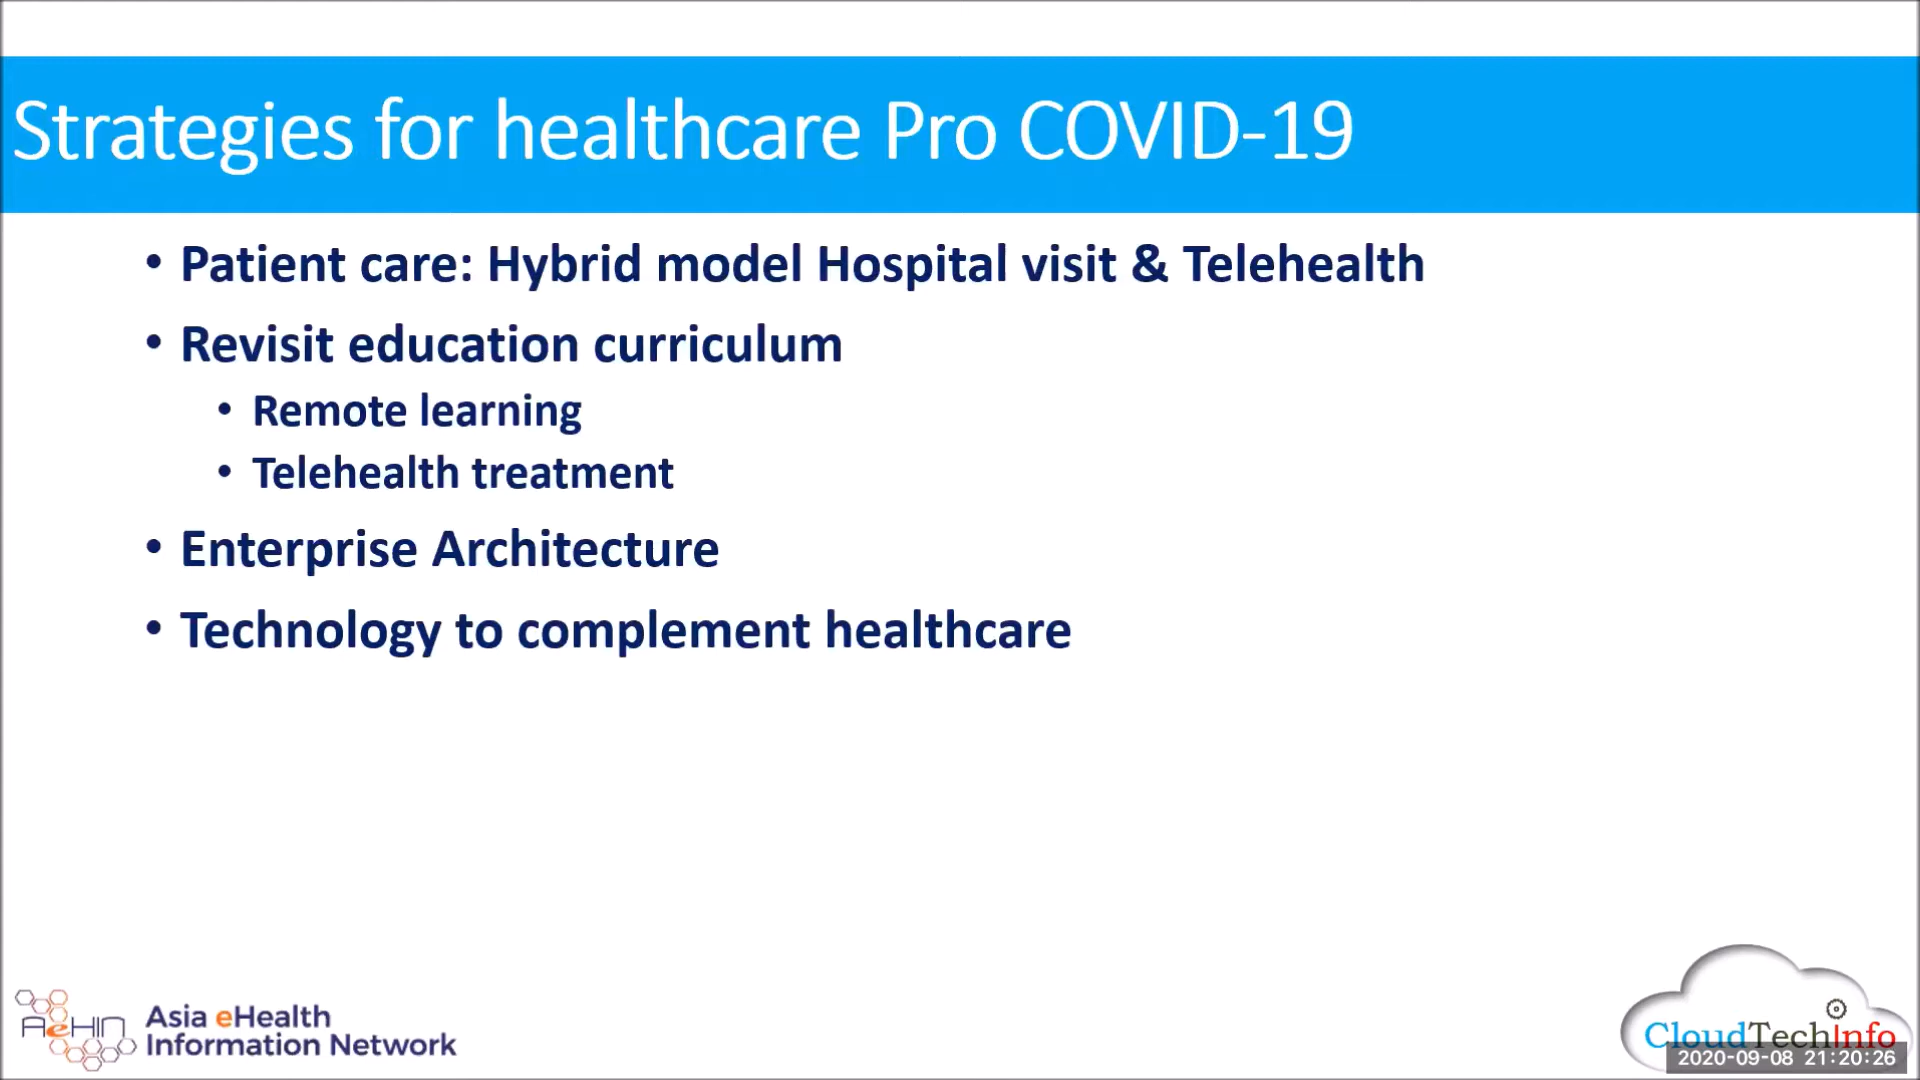 Strategies for healthcare Pro COVID-19
• Patient care: Hybrid model Hospital visit & Telehealth
• Revisit education curriculum
• Remote learning
• Telehealth treatment
• Enterprise Architecture
• Technology to complement healthcare
AeHIN
Asia eHealth
Information Network
CloudTechInfo
2020-09-08 21:20:26